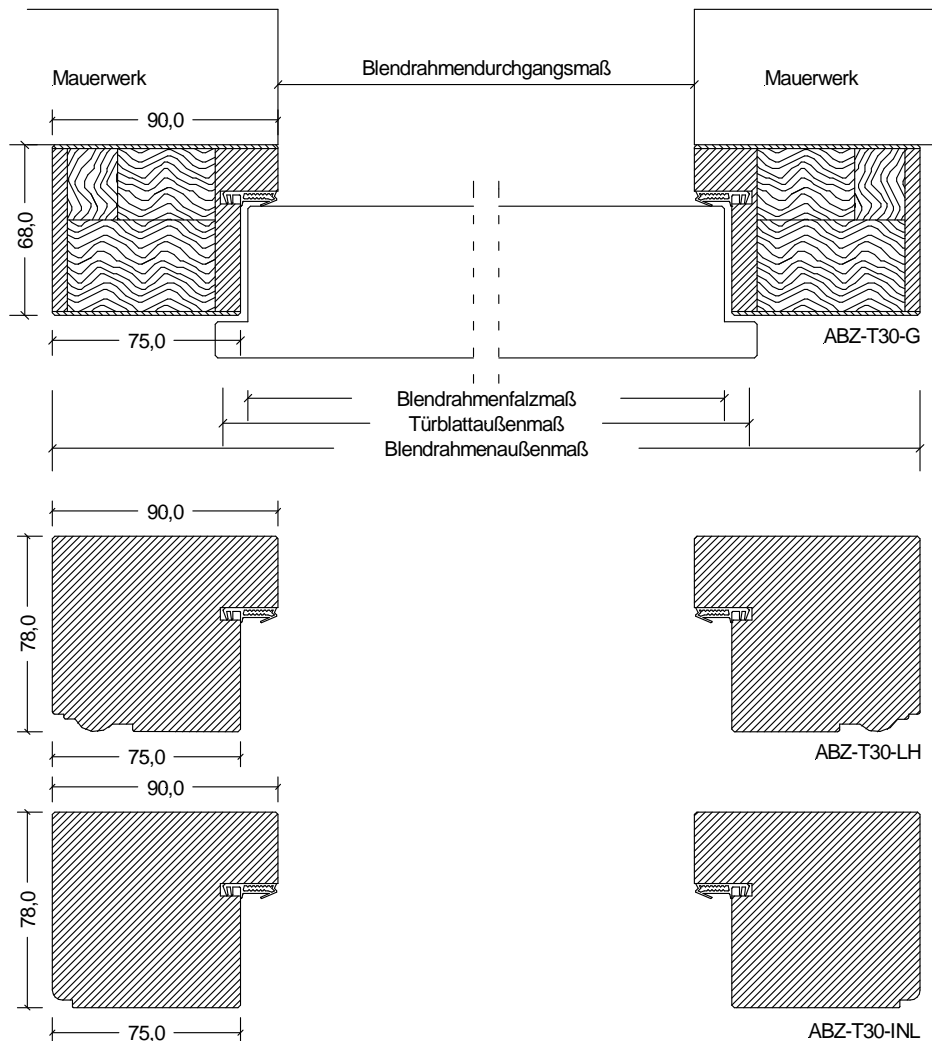 Blendrahmendurchgangsmaß
Mauerwerk
Mauerwerk
90,0
68,0
75,0
ABZ-T30-G
Blendrahmenfalzmaß
Türblattaußenmaß
Blendrahmenaußenmaß
90,0
78,0
75,0
ABZ-T30-LH
90,0
78,0
75,0
ABZ-T30-INL